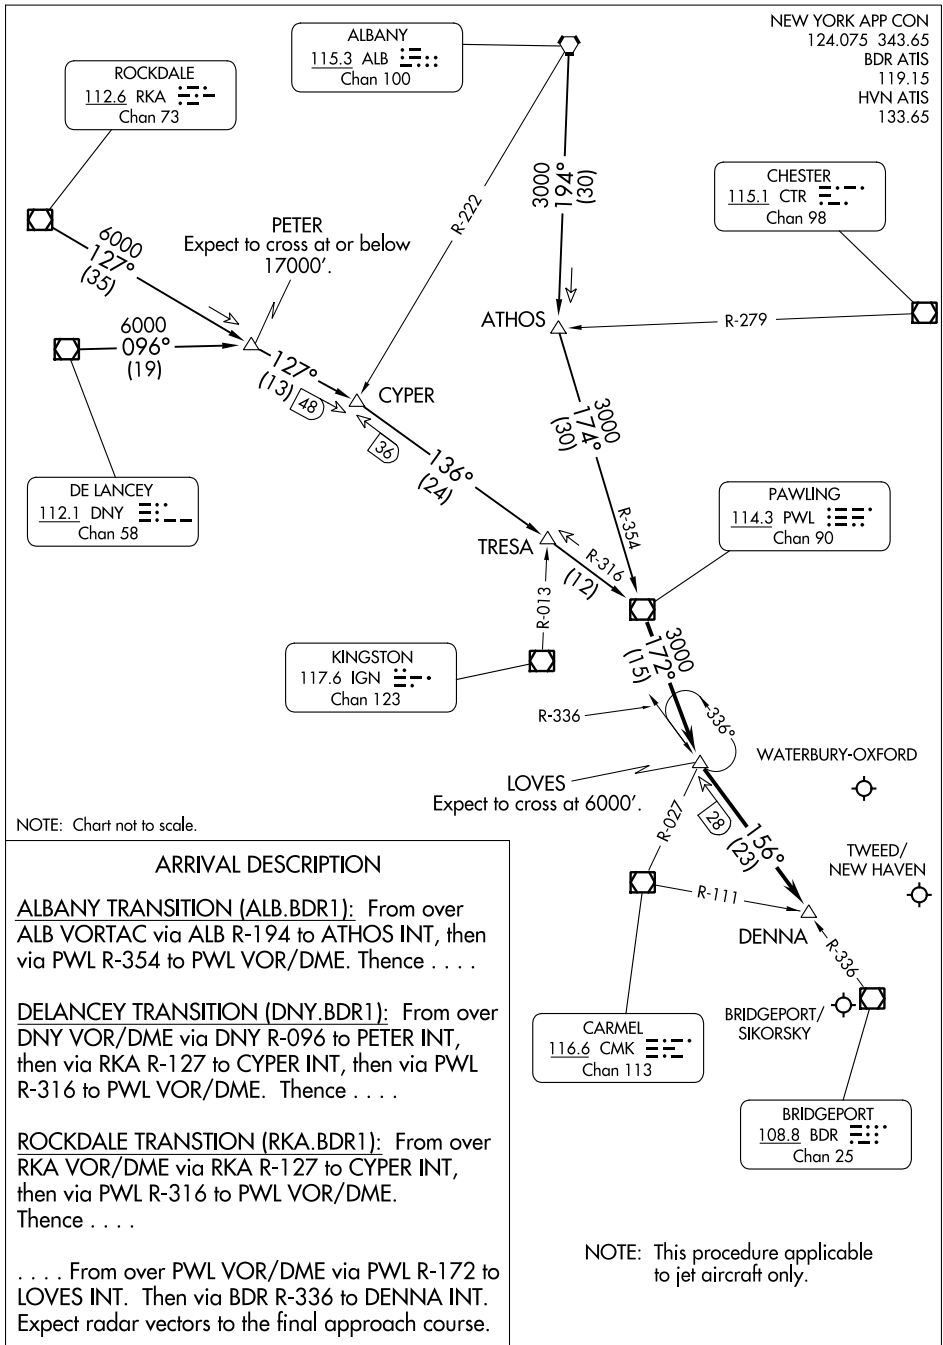 NEW YORK APP CON
124.075 343.65
BDR ATIS
119.15
HVN ATIS
133.65
ALBANY
115.3 ALB
Chan 100
ROCKDALE
112.6 RKA
Chan 73
CHESTER
115.1 CTR
Chan 98
3000
194°
(30)
R-222
PETER
Expect to cross at or below
17000'.
6000
127°
(35)
6000
096°
(19)
ATHOS
R-279
127°
(13)
48
CYPER
36
3000
174°
(30)
136°
(24)
R-354
DE LANCEY
112.1 DNY
Chan 58
PAWLING
114.3 PWL
Chan 90
TRESA
R-316
(12)
R-013
KINGSTON
117.6 IGN
Chan 123
3000
172°
(15)
R-336
336°
LOVES
Expect to cross at 6000'.
WATERBURY-OXFORD
R-027
28
156°
(23)
TWEED/
NEW HAVEN
R-111
DENNA
R-336
BRIDGEPORT/
SIKORSKY
CARMEL
116.6 CMK
Chan 113
BRIDGEPORT
108.8 BDR
Chan 25
NOTE: Chart not to scale.
ARRIVAL DESCRIPTION
ALBANY TRANSITION (ALB.BDR1): From over
ALB VORTAC via ALB R-194 to ATHOS INT, then
via PWL R-354 to PWL VOR/DME. Thence . . . .
DELANCEY TRANSITION (DNY.BDR1): From over
DNY VOR/DME via DNY R-096 to PETER INT,
then via RKA R-127 to CYPER INT, then via PWL
R-316 to PWL VOR/DME. Thence . . . .
ROCKDALE TRANSTION (RKA.BDR1): From over
RKA VOR/DME via RKA R-127 to CYPER INT,
then via PWL R-316 to PWL VOR/DME.
Thence . . . .
. . . . From over PWL VOR/DME via PWL R-172 to
LOVES INT. Then via BDR R-336 to DENNA INT.
Expect radar vectors to the final approach course.
NOTE: This procedure applicable
to jet aircraft only.